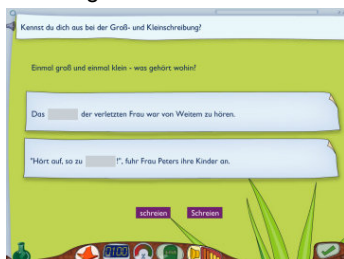 Kennst du dich aus bei der Groß- und Kleinschreibung?
Einmal groß und einmal klein - was gehört wohin?
Das der verletzten Frau war von Weitem zu hören.
"Hört auf, so zu !", fuhr Frau Peters ihre Kinder an.
schreien Schreien